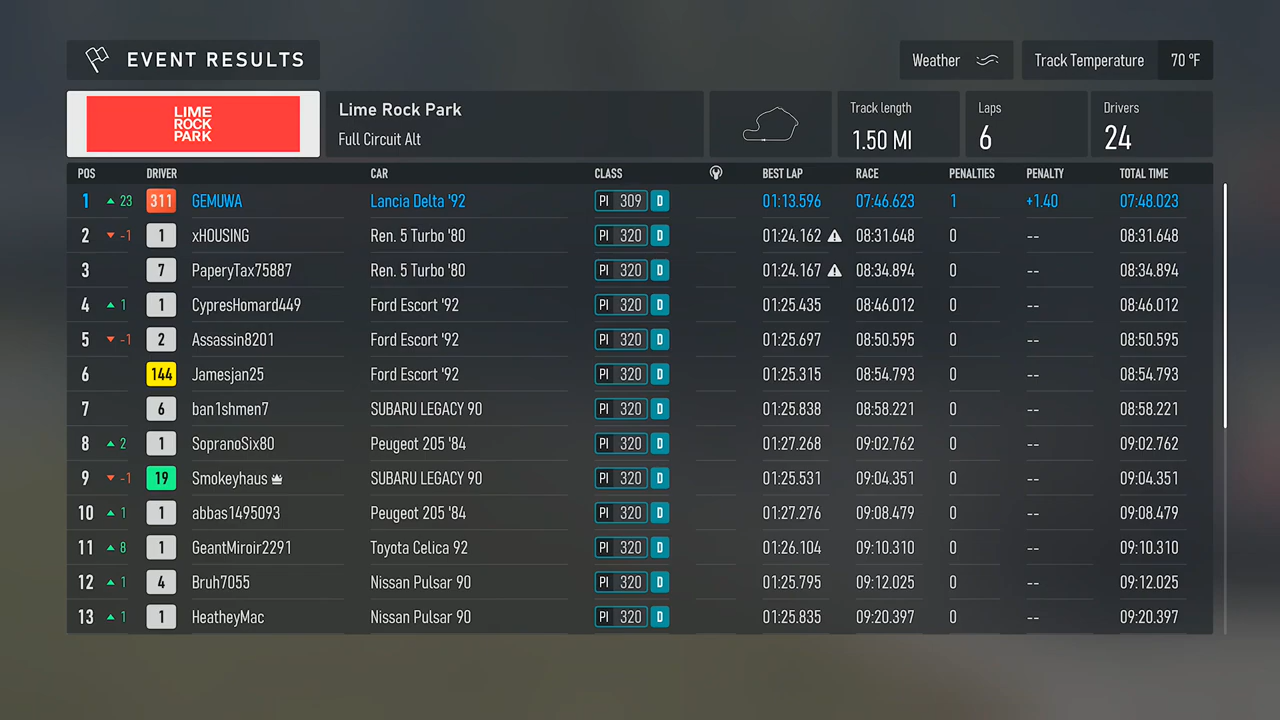 EVENT RESULTS
Weather
Track Temperature 70 °F
LIME
ROCK
PARK
Lime Rock Park
Full Circuit Alt
Track length
1.50 MI
Laps
6
Drivers
24
POS DRIVER CAR CLASS BEST LAP RACE PENALTIES PENALTY TOTAL TIME
1 23 311 GEMUWA Lancia Delta '92 PI 309 D 01:13.596 07:46.623 1 +1.40 07:48.023
2 -1 1 xHOUSING Ren. 5 Turbo '80 PI 320 D 01:24.162 08:31.648 0 -- 08:31.648
3 7 PaperyTax75887 Ren. 5 Turbo '80 PI 320 D 01:24.167 08:34.894 0 -- 08:34.894
4 1 1 CypresHomard449 Ford Escort '92 PI 320 D 01:25.435 08:46.012 0 -- 08:46.012
5 -1 2 Assassin8201 Ford Escort '92 PI 320 D 01:25.697 08:50.595 0 -- 08:50.595
6 144 Jamesjan25 Ford Escort '92 PI 320 D 01:25.315 08:54.793 0 -- 08:54.793
7 6 ban1shmen7 SUBARU LEGACY 90 PI 320 D 01:25.838 08:58.221 0 -- 08:58.221
8 2 1 SopranoSix80 Peugeot 205 '84 PI 320 D 01:27.268 09:02.762 0 -- 09:02.762
9 -1 19 Smokeyhaus SUBARU LEGACY 90 PI 320 D 01:25.531 09:04.351 0 -- 09:04.351
10 1 1 abbas1495093 Peugeot 205 '84 PI 320 D 01:27.276 09:08.479 0 -- 09:08.479
11 8 1 GeantMiroir2291 Toyota Celica 92 PI 320 D 01:26.104 09:10.310 0 -- 09:10.310
12 1 4 Bruh7055 Nissan Pulsar 90 PI 320 D 01:25.795 09:12.025 0 -- 09:12.025
13 1 1 HeatheyMac Nissan Pulsar 90 PI 320 D 01:25.835 09:20.397 0 -- 09:20.397